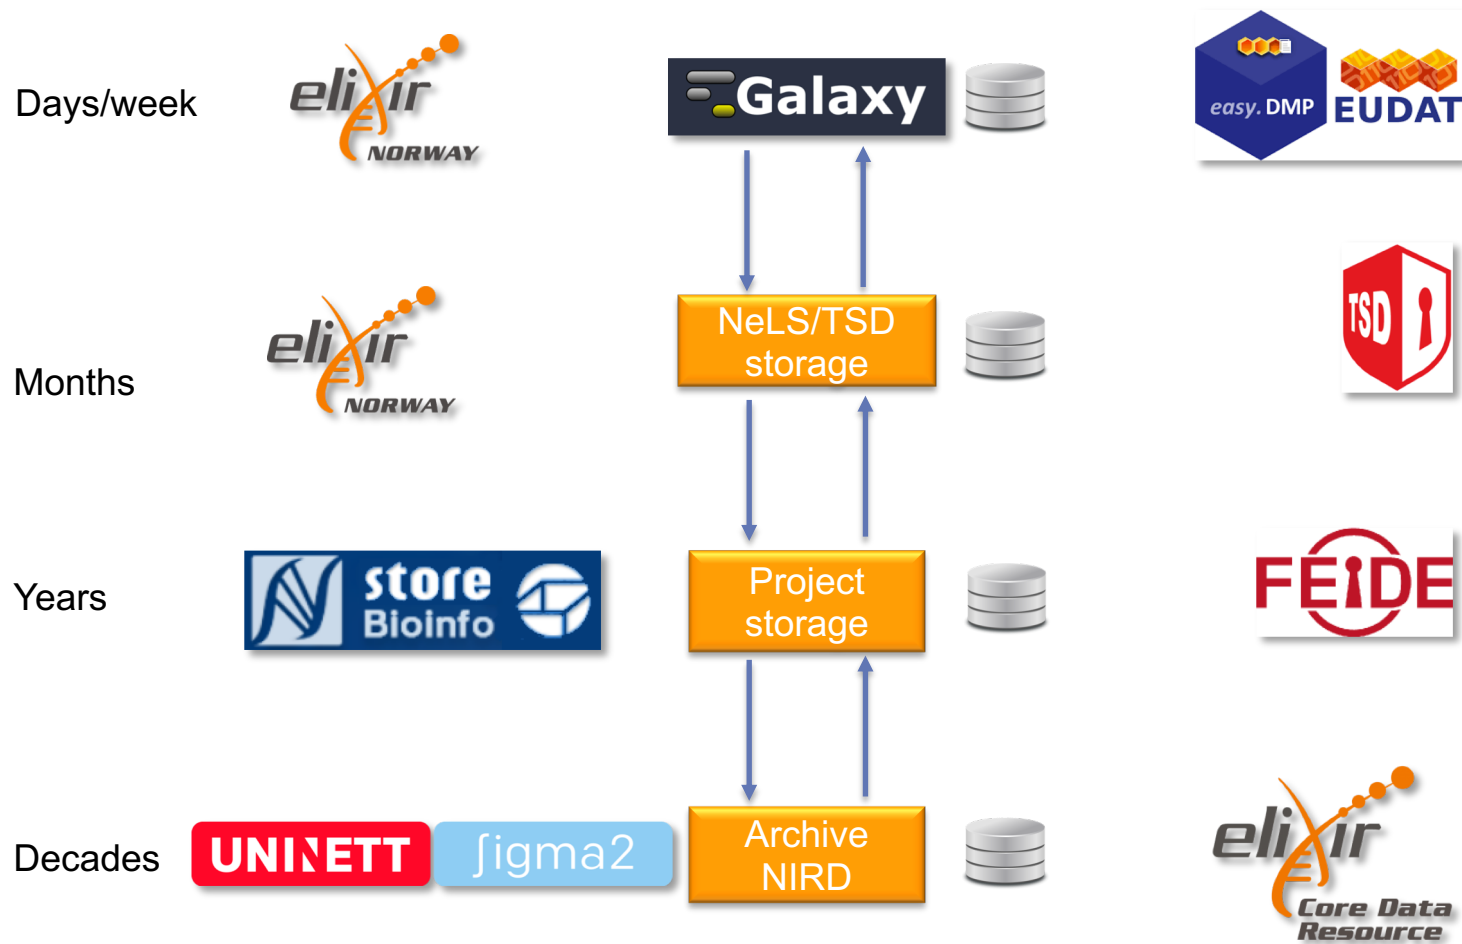 Days/week
elixir
NORWAY
Galaxy
easy.DMP
EUDAT
Months
elixir
NORWAY
NeLS/TSD
storage
TSD
Years
store
Bioinfo
Project
storage
FEIDE
Decades
UNINETT
sigma2
Archive
NIRD
elixir
Core Data
Resource